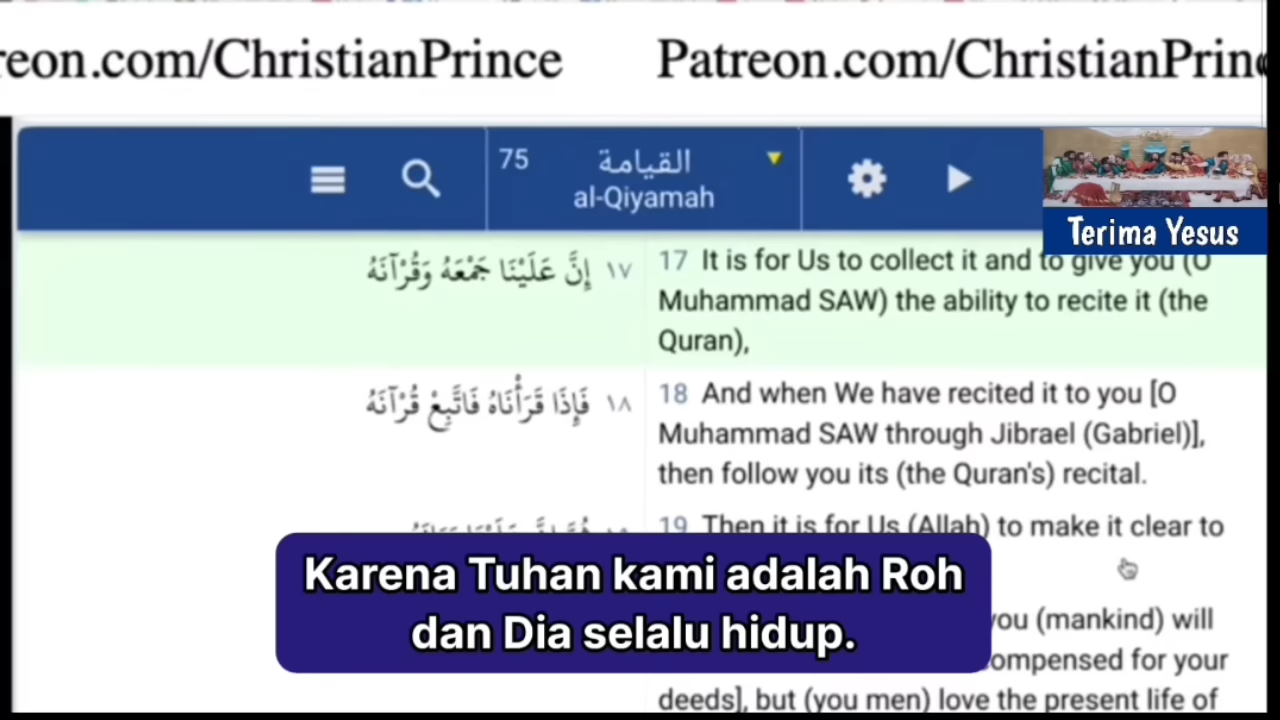 reon.com/ChristianPrince
Patreon.com/ChristianPrin
75
القيامة
al-Qiyamah
Terima Yesus
١٧ إِنَّ عَلَيْنَا جَمْعَهُ وَقُرْآنَهُ
17 It is for Us to collect it and to give you (O
Muhammad SAW) the ability to recite it (the
Quran),
١٨ فَإِذَا قَرَأْنَاهُ فَاتَّبِعْ قُرْآنَهُ
18 And when We have recited it to you [O
Muhammad SAW through Jibrael (Gabriel)],
then follow you its (the Quran's) recital.
19 Then it is for Us (Allah) to make it clear to
you (mankind) will
ompensed for your
deeds], but (you men) love the present life of
Karena Tuhan kami adalah Roh
dan Dia selalu hidup.